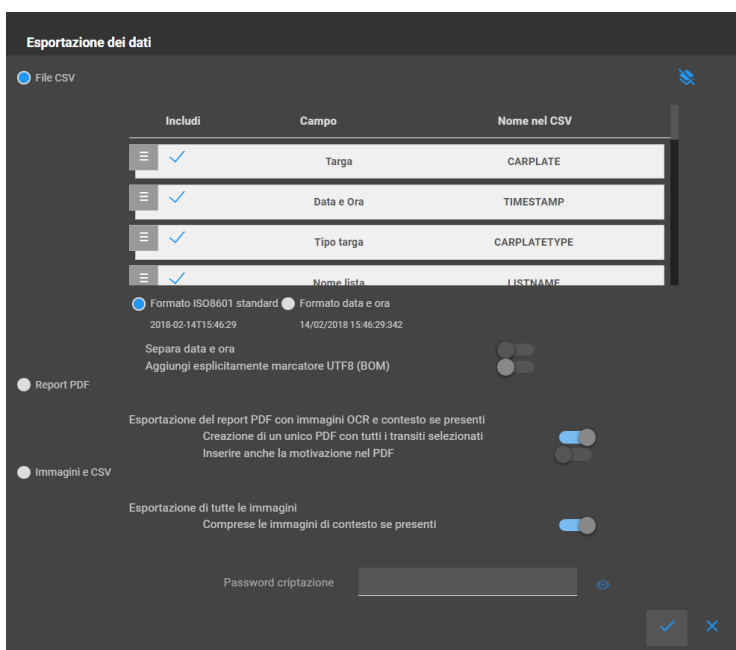 Esportazione dei dati
File CSV
Includi Campo Nome nel CSV
Targa CARPLATE
Data e Ora TIMESTAMP
Tipo targa CARPLATETYPE
Nome lista LISTNAME
Formato ISO8601 standard Formato data e ora
2018-02-14T15:46:29 14/02/2018 15:46:29:342
Separa data e ora
Aggiungi esplicitamente marcatore UTF8 (BOM)
Report PDF
Esportazione del report PDF con immagini OCR e contesto se presenti
Creazione di un unico PDF con tutti i transiti selezionati
Inserire anche la motivazione nel PDF
Immagini e CSV
Esportazione di tutte le immagini
Comprese le immagini di contesto se presenti
Password criptazione